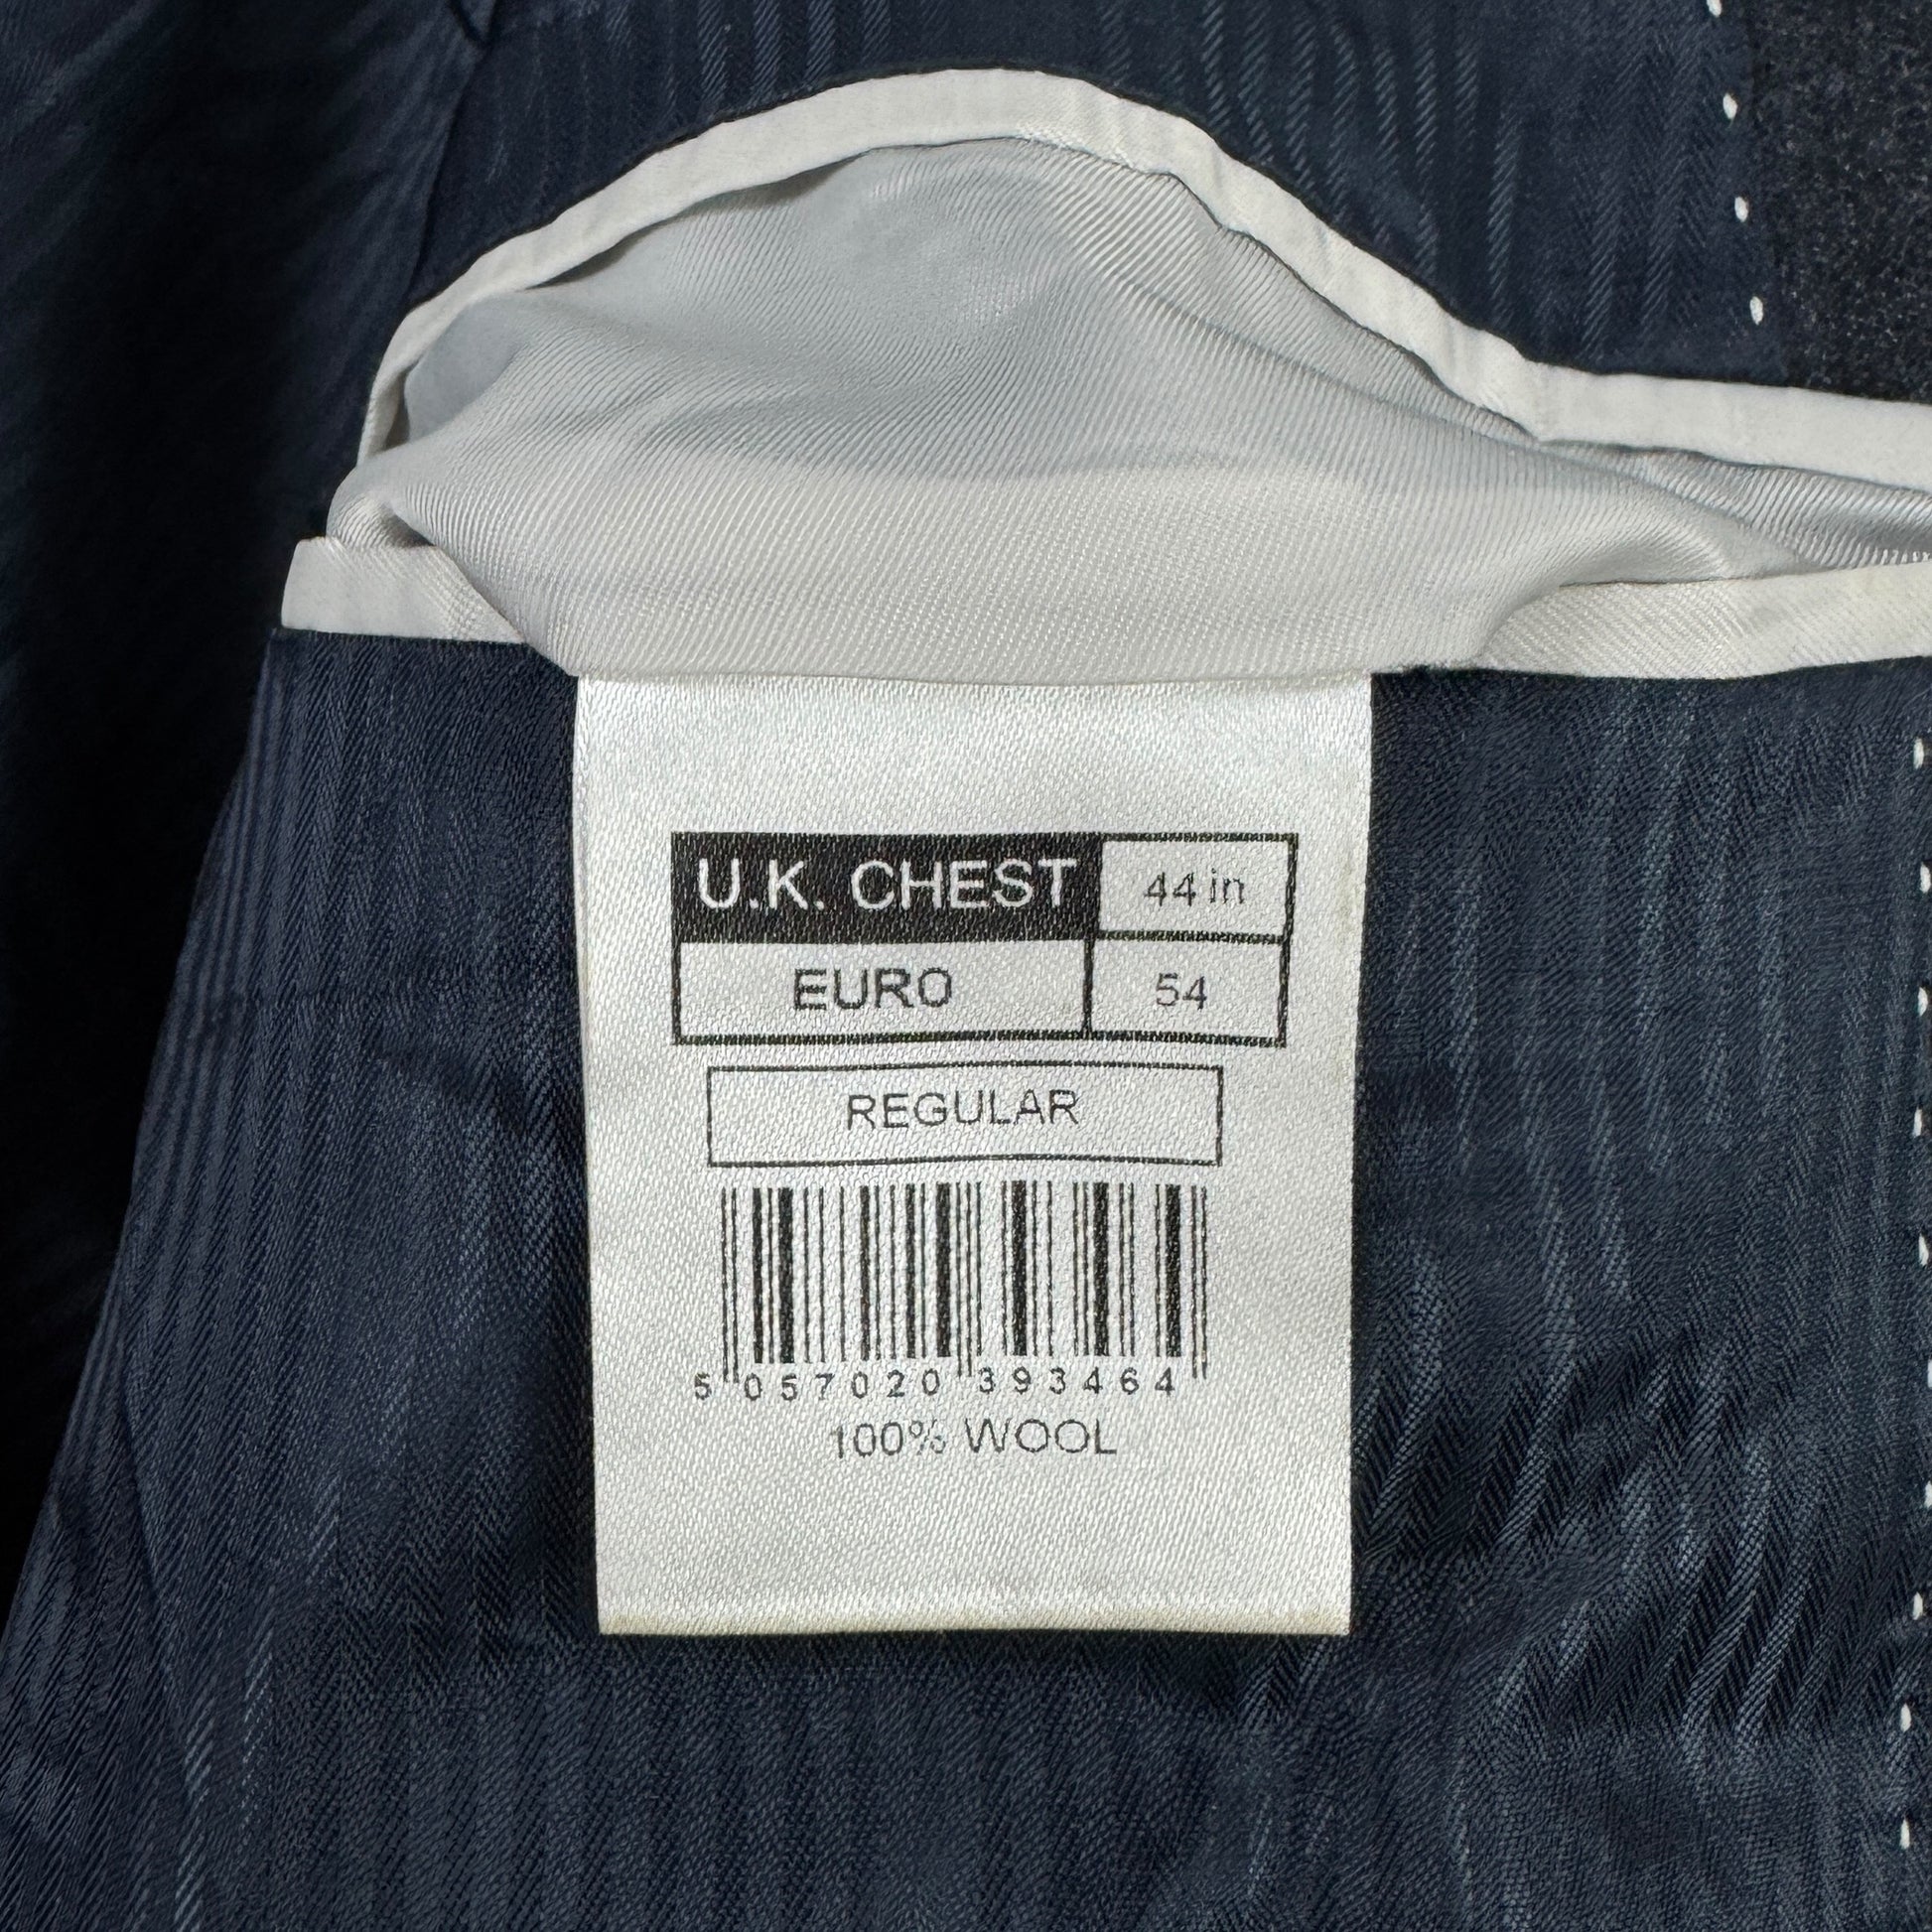 U.K. CHEST 44 in
EURO 54
REGULAR
5 057020 393464
100% WOOL